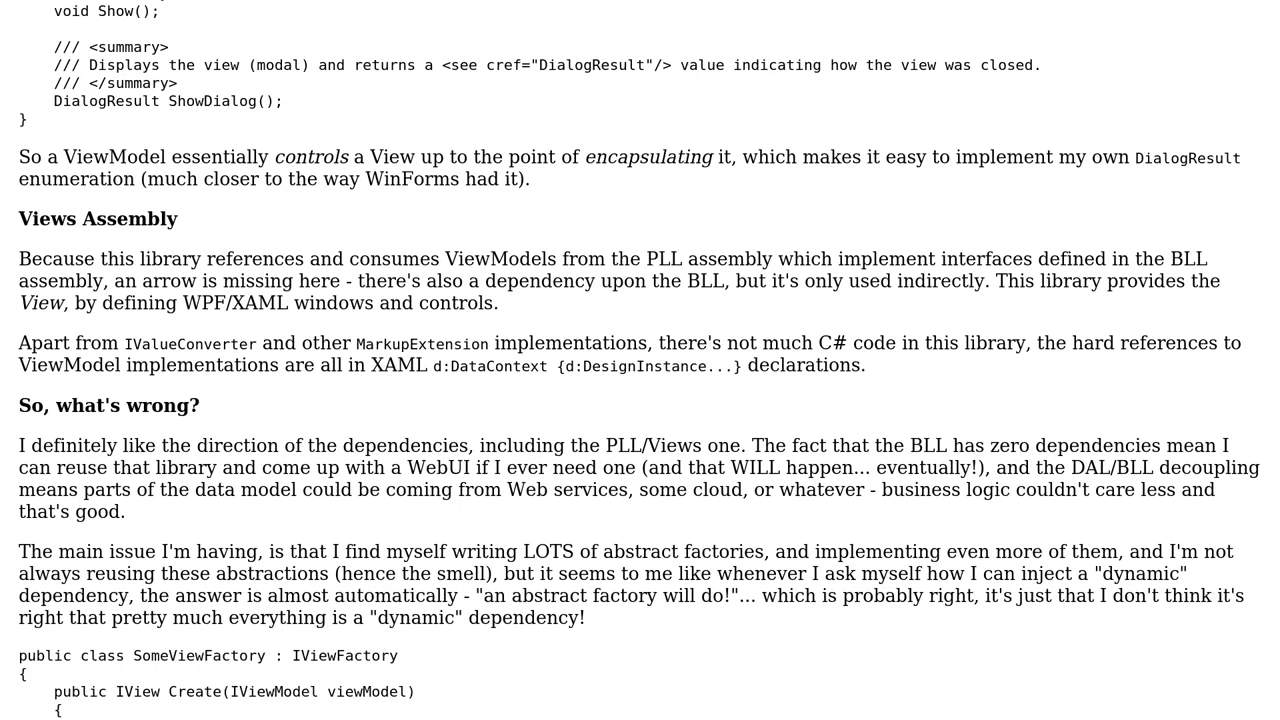 void Show();
/// <summary>
/// Displays the view (modal) and returns a <see cref="DialogResult"/> value indicating how the view was closed.
/// </summary>
DialogResult ShowDialog();
}
So a ViewModel essentially controls a View up to the point of encapsulating it, which makes it easy to implement my own DialogResult
enumeration (much closer to the way WinForms had it).
Views Assembly
Because this library references and consumes ViewModels from the PLL assembly which implement interfaces defined in the BLL
assembly, an arrow is missing here - there's also a dependency upon the BLL, but it's only used indirectly. This library provides the
View, by defining WPF/XAML windows and controls.
Apart from IValueConverter and other MarkupExtension implementations, there's not much C# code in this library, the hard references to
ViewModel implementations are all in XAML d:DataContext {d:DesignInstance...} declarations.
So, what's wrong?
I definitely like the direction of the dependencies, including the PLL/Views one. The fact that the BLL has zero dependencies mean I
can reuse that library and come up with a WebUI if I ever need one (and that WILL happen... eventually!), and the DAL/BLL decoupling
means parts of the data model could be coming from Web services, some cloud, or whatever - business logic couldn't care less and
that's good.
The main issue I'm having, is that I find myself writing LOTS of abstract factories, and implementing even more of them, and I'm not
always reusing these abstractions (hence the smell), but it seems to me like whenever I ask myself how I can inject a "dynamic"
dependency, the answer is almost automatically - "an abstract factory will do!"... which is probably right, it's just that I don't think it's
right that pretty much everything is a "dynamic" dependency!
public class SomeViewFactory : IViewFactory
{
public IView Create(IViewModel viewModel)
{